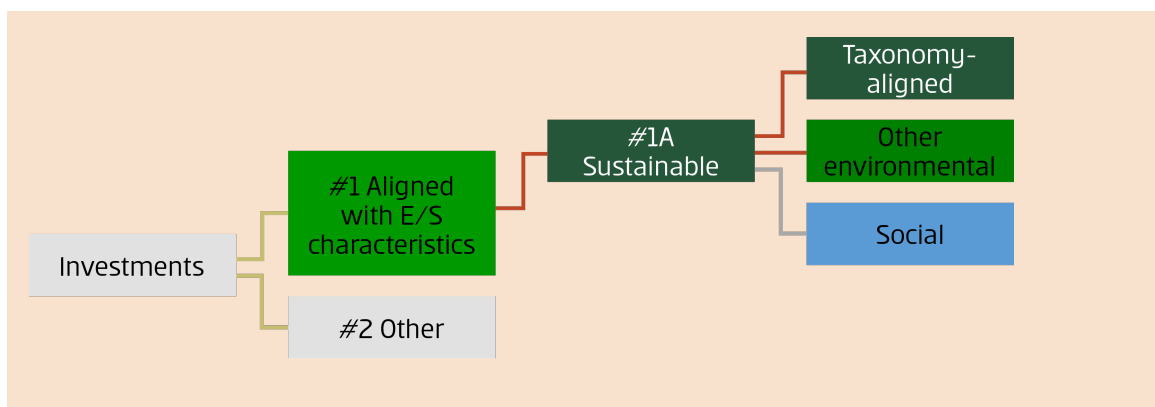 Investments
#1 Aligned
with E/S
characteristics
#2 Other
#1A
Sustainable
Taxonomy-
aligned
Other
environmental
Social